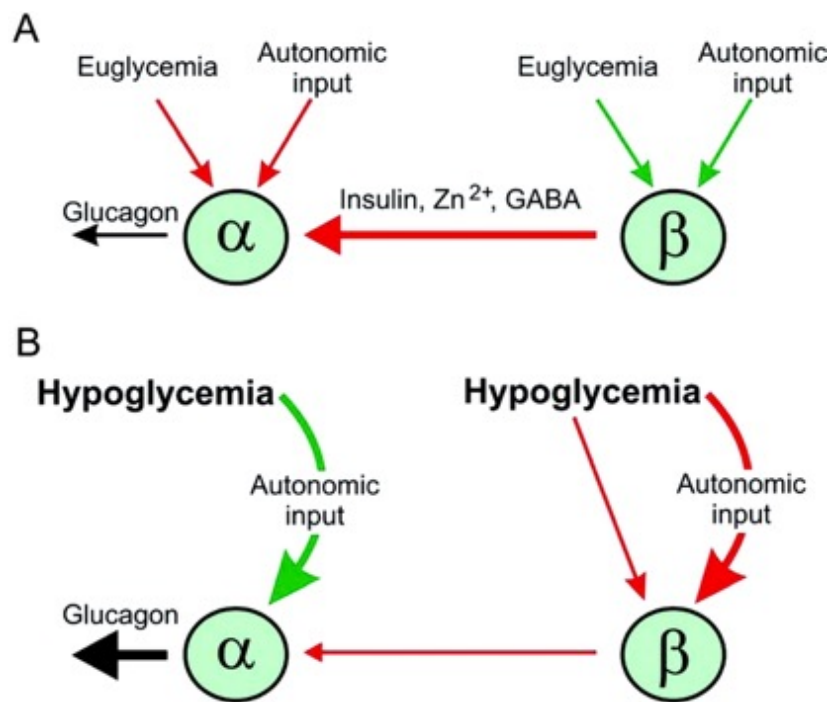 A
Euglycemia
Autonomic
input
Euglycemia
Autonomic
input
Glucagon
α
Insulin, Zn²⁺, GABA
β
B
Hypoglycemia
Hypoglycemia
Autonomic
input
Autonomic
input
Glucagon
α
β